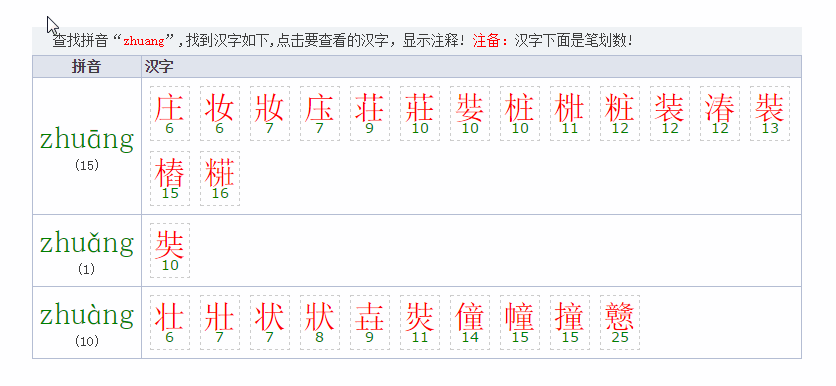 查找拼音“zhuang”,找到汉字如下,点击要查看的汉字，显示注释！注备：汉字下面是笔划数！
拼音 汉字
zhuāng
(15)
庄 妆 妝 庒 荘 莊 娤 桩 梉 粧 装 湷 裝
6 6 7 7 9 10 10 10 11 12 12 12 13
樁 糚
15 16
zhuǎng
(1)
奘
10
zhuàng
(10)
壮 壯 状 狀 壵 焋 僮 幢 撞 戆
6 7 7 8 9 11 14 15 15 25